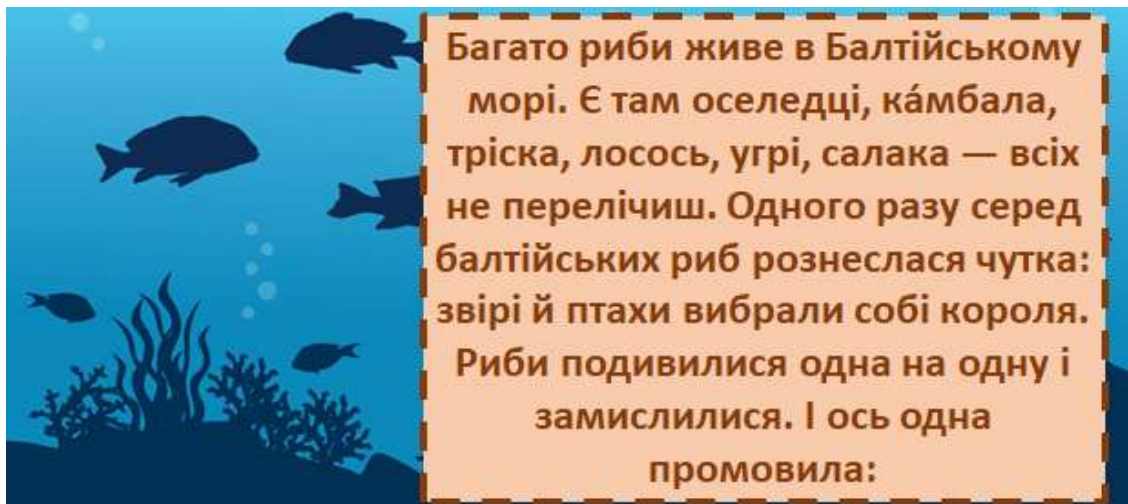 Багато риби живе в Балтійському
морі. Є там оселедці, ка́мбала,
тріска, лосось, угрі, салака — всіх
не перелічиш. Одного разу серед
балтійських риб рознеслася чутка:
звірі й птахи вибрали собі короля.
Риби подивилися одна на одну і
замислилися. І ось одна
промовила: